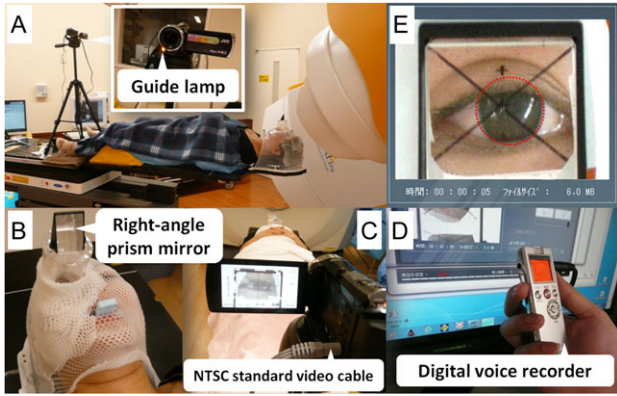 A
JVC
Guide lamp
E
時間: 00 : 00 : 05 ファイルサイズ : 6.0 MB
B
Right-angle
prism mirror
C
NTSC standard video cable
D
Digital voice recorder